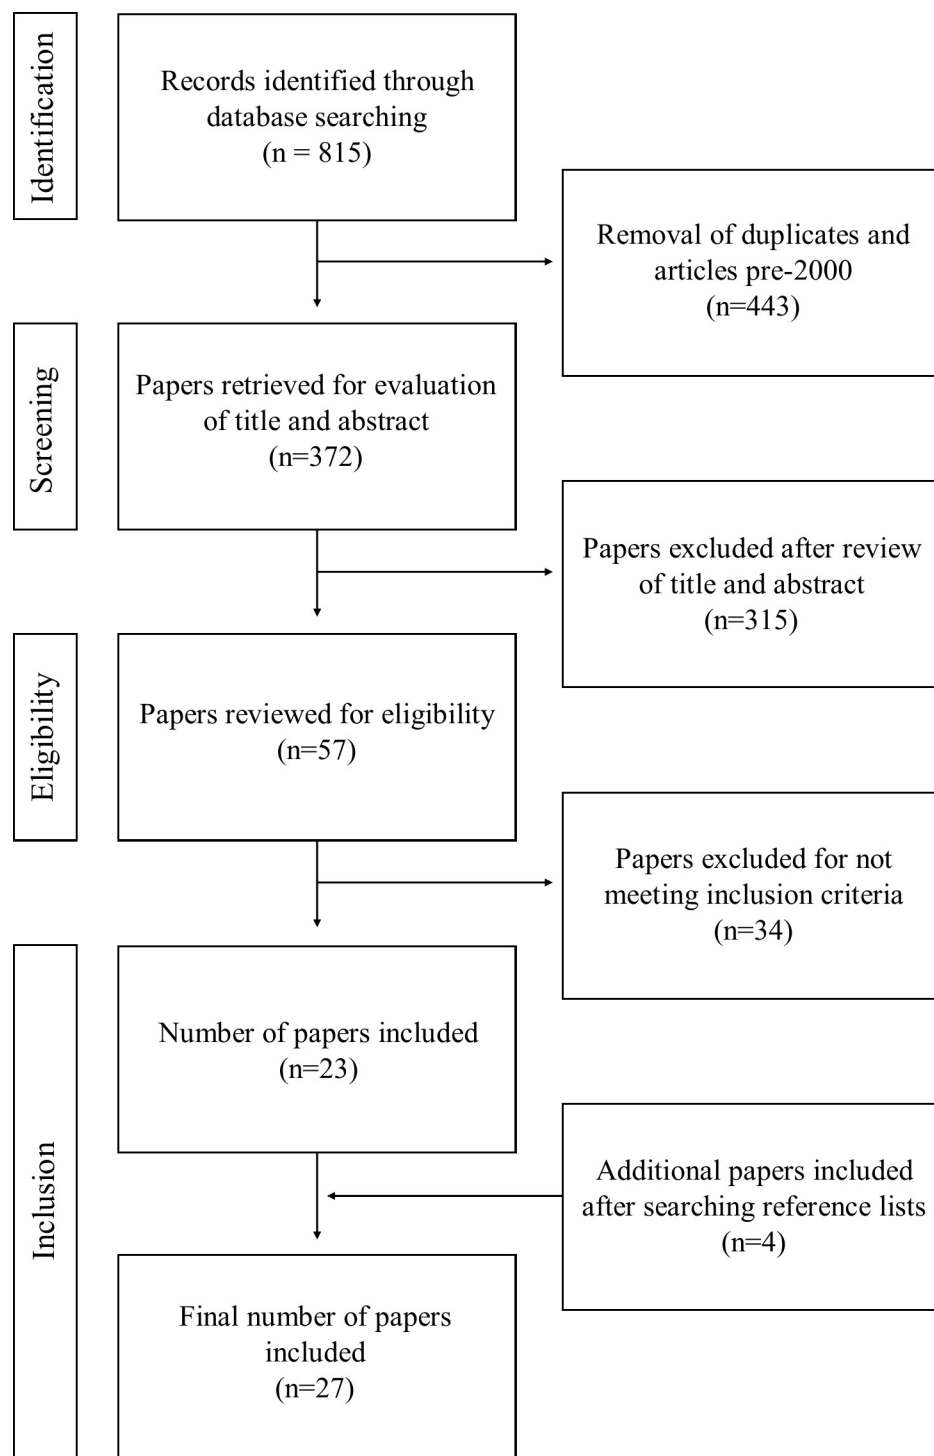 Identification
Records identified through
database searching
(n = 815)
Removal of duplicates and
articles pre-2000
(n=443)
Screening
Papers retrieved for evaluation
of title and abstract
(n=372)
Papers excluded after review
of title and abstract
(n=315)
Eligibility
Papers reviewed for eligibility
(n=57)
Papers excluded for not
meeting inclusion criteria
(n=34)
Inclusion
Number of papers included
(n=23)
Additional papers included
after searching reference lists
(n=4)
Final number of papers
included
(n=27)